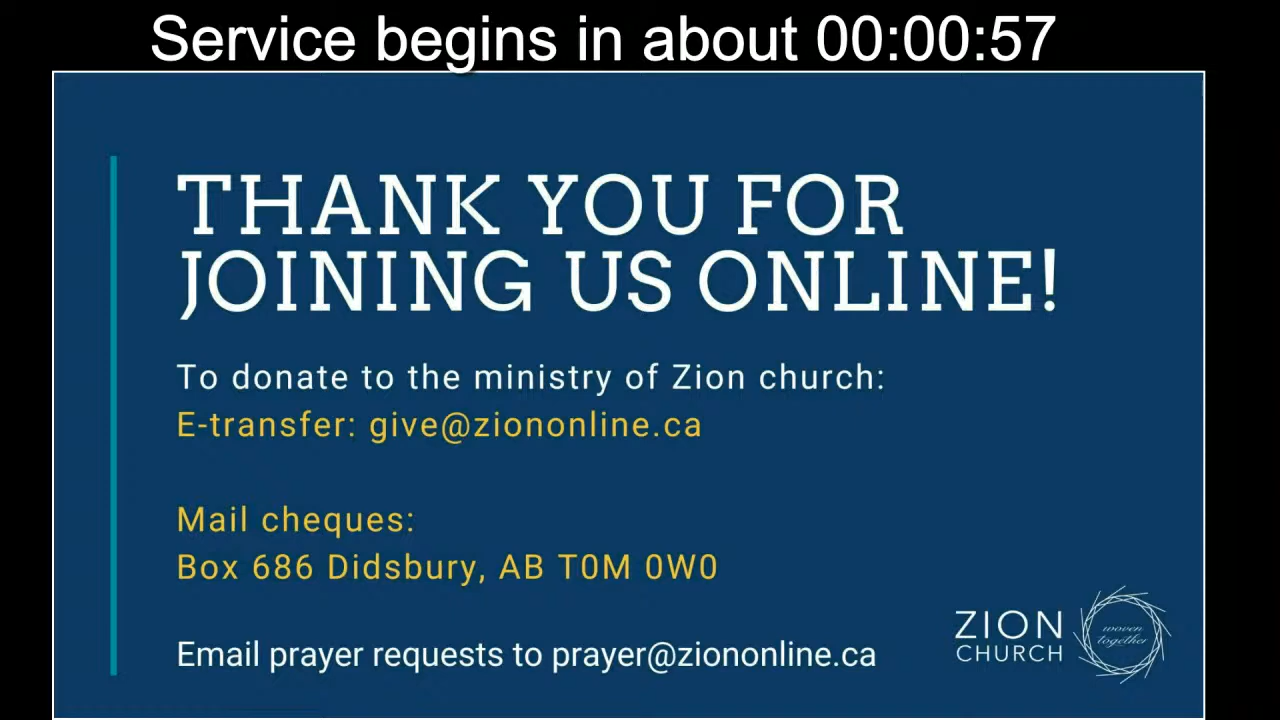 Service begins in about 00:00:57
THANK YOU FOR
JOINING US ONLINE!
To donate to the ministry of Zion church:
E-transfer: give@ziononline.ca
Mail cheques:
Box 686 Didsbury, AB T0M 0W0
Email prayer requests to prayer@ziononline.ca
ZION
CHURCH
woven
together